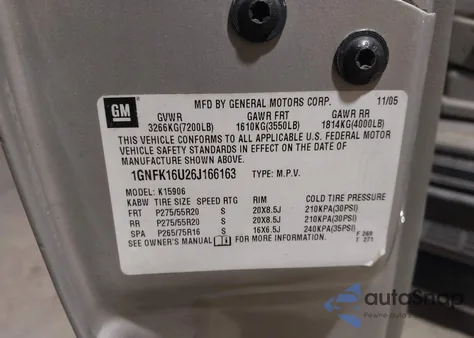 GM
MFD BY GENERAL MOTORS CORP. 11/05
GVWR GAWR FRT GAWR RR
3266KG(7200LB) 1610KG(3550LB) 1814KG(4000LB)
THIS VEHICLE CONFORMS TO ALL APPLICABLE U.S. FEDERAL MOTOR
VEHICLE SAFETY STANDARDS IN EFFECT ON THE DATE OF
MANUFACTURE SHOWN ABOVE.
1GNFK16U26J166163 TYPE: M.P.V.
MODEL: K15906
KABW TIRE SIZE SPEED RTG RIM COLD TIRE PRESSURE
FRT P275/55R20 S 20X8.5J 210KPA(30PSI)
RR P275/55R20 S 20X8.5J 210KPA(30PSI)
SPA P265/75R16 S 16X6.5J 240KPA(35PSI)
SEE OWNER'S MANUAL FOR MORE INFORMATION.
F 269
T 271
autoSnap